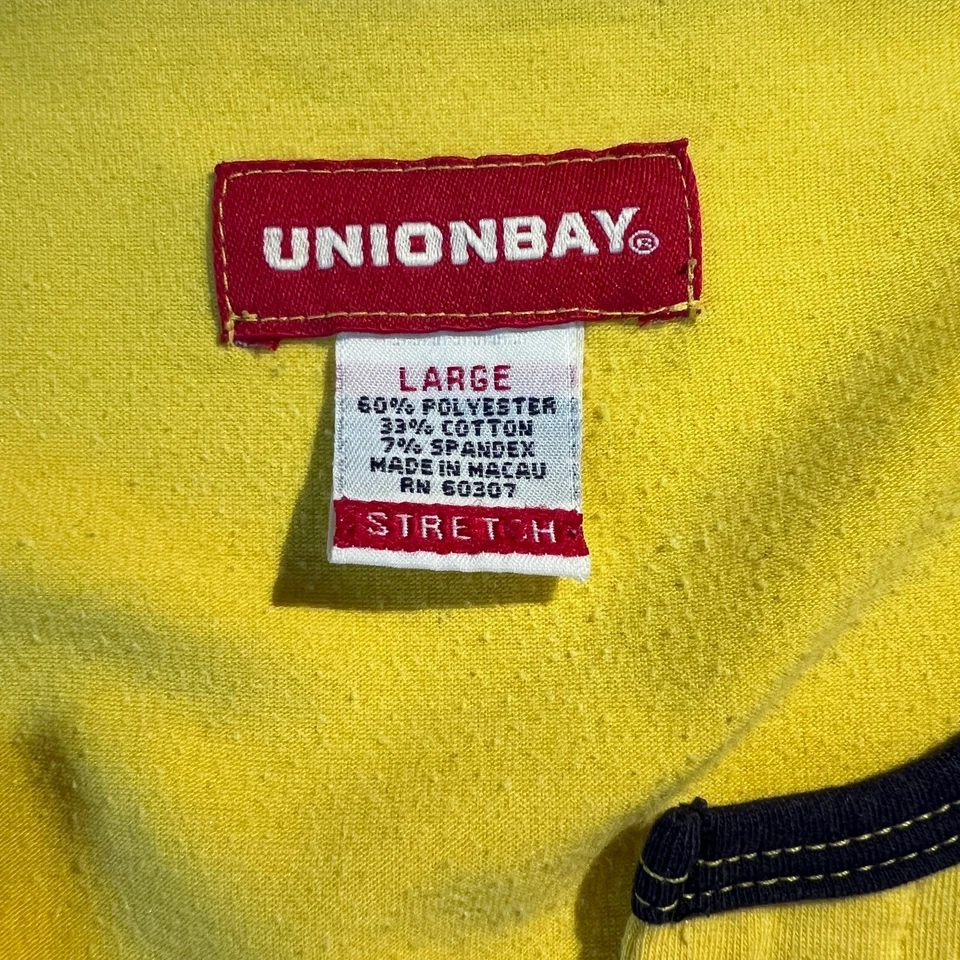 UNIONBAY®
LARGE
60% POLYESTER
33% COTTON
7% SPANDEX
MADE IN MACAU
RN 60307
STRETCH